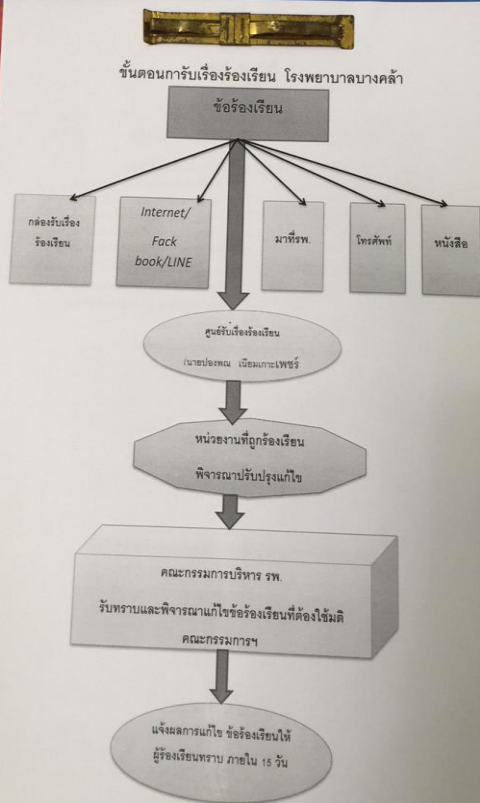 ขั้นตอนการับเรื่องร้องเรียน โรงพยาบาลบางคล้า
ข้อร้องเรียน
กล่องรับเรื่อง
ร้องเรียน
Internet/
Fack
book/LINE
มาที่รพ.
โทรศัพท์
หนังสือ
ศูนย์รับเรื่องร้องเรียน
เนียมเกาะเพชร์
หน่วยงานที่ถูกร้องเรียน
พิจารณาปรับปรุงแก้ไข
คณะกรรมการบริหาร รพ.
รับทราบและพิจารณาแก้ไขข้อร้องเรียนที่ต้องใช้มติ
คณะกรรมการฯ
แจ้งผลการแก้ไข ข้อร้องเรียนให้
ผู้ร้องเรียนทราบ ภายใน 15 วัน